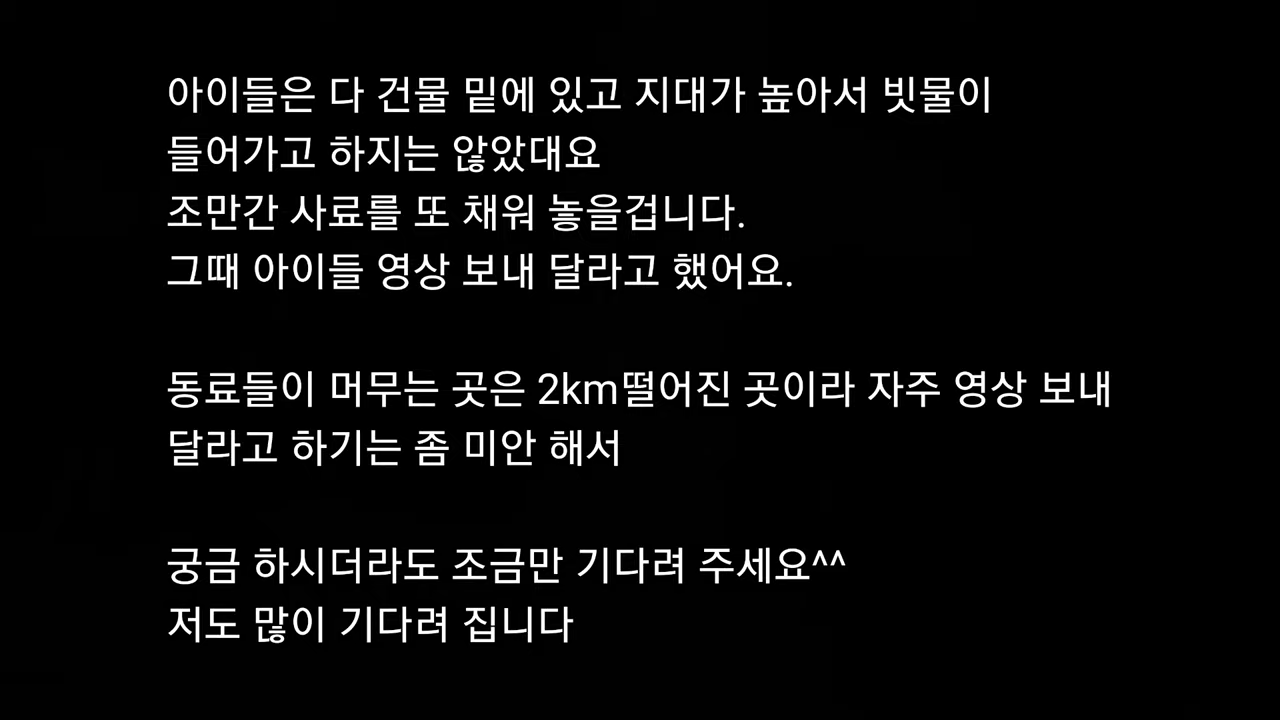 아이들은 다 건물 밑에 있고 지대가 높아서 빗물이
들어가고 하지는 않았대요
조만간 사료를 또 채워 놓을겁니다.
그때 아이들 영상 보내 달라고 했어요.
동료들이 머무는 곳은 2km떨어진 곳이라 자주 영상 보내
달라고 하기는 좀 미안 해서
궁금 하시더라도 조금만 기다려 주세요^^
저도 많이 기다려 집니다